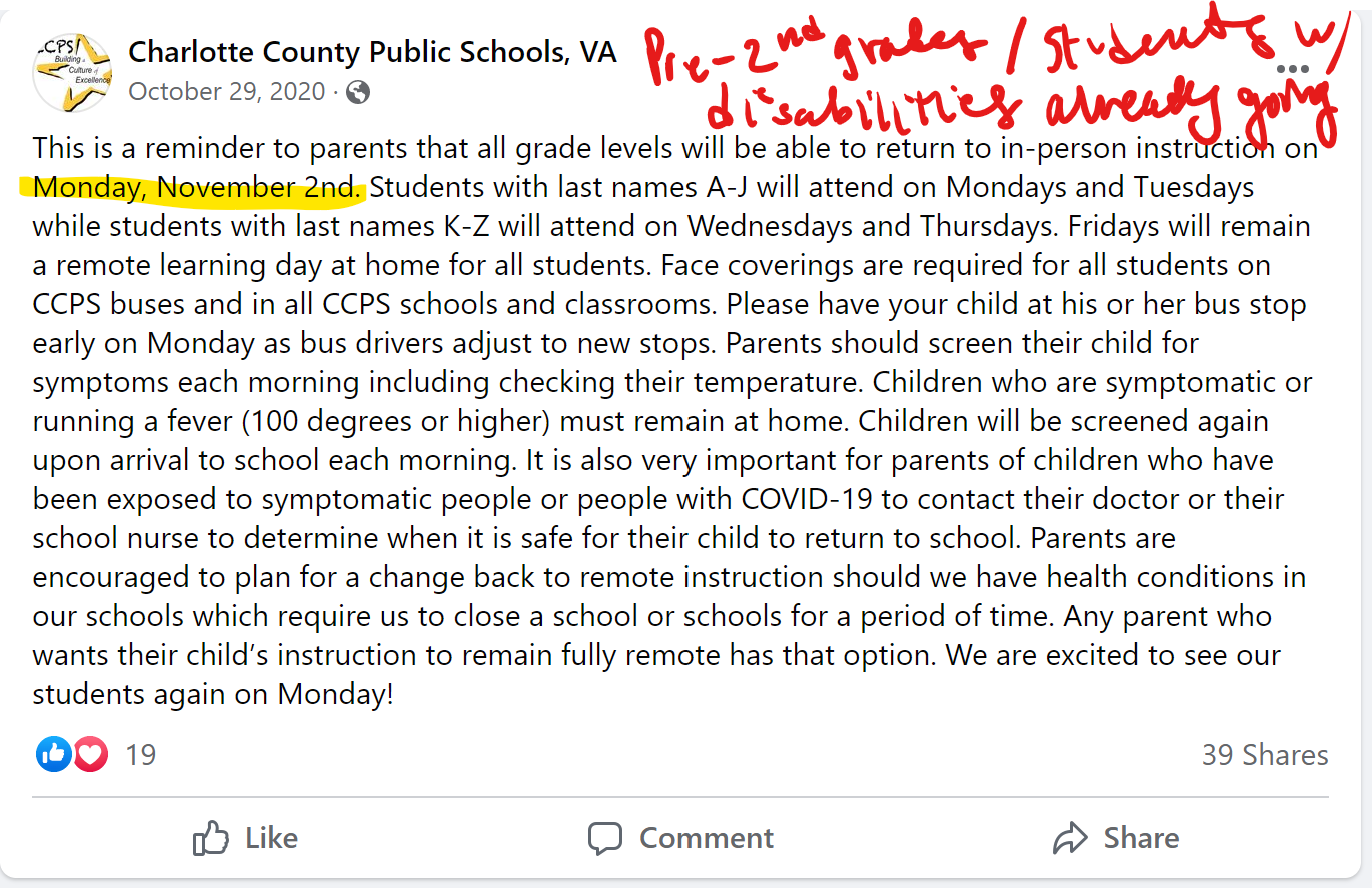 CCPS
Building a
Culture of
Excellence
Charlotte County Public Schools, VA
October 29, 2020 ·
Pre-2nd grades / students w/
disabilities already going
This is a reminder to parents that all grade levels will be able to return to in-person instruction on
Monday, November 2nd. Students with last names A-J will attend on Mondays and Tuesdays
while students with last names K-Z will attend on Wednesdays and Thursdays. Fridays will remain
a remote learning day at home for all students. Face coverings are required for all students on
CCPS buses and in all CCPS schools and classrooms. Please have your child at his or her bus stop
early on Monday as bus drivers adjust to new stops. Parents should screen their child for
symptoms each morning including checking their temperature. Children who are symptomatic or
running a fever (100 degrees or higher) must remain at home. Children will be screened again
upon arrival to school each morning. It is also very important for parents of children who have
been exposed to symptomatic people or people with COVID-19 to contact their doctor or their
school nurse to determine when it is safe for their child to return to school. Parents are
encouraged to plan for a change back to remote instruction should we have health conditions in
our schools which require us to close a school or schools for a period of time. Any parent who
wants their child’s instruction to remain fully remote has that option. We are excited to see our
students again on Monday!
19
39 Shares
Like
Comment
Share